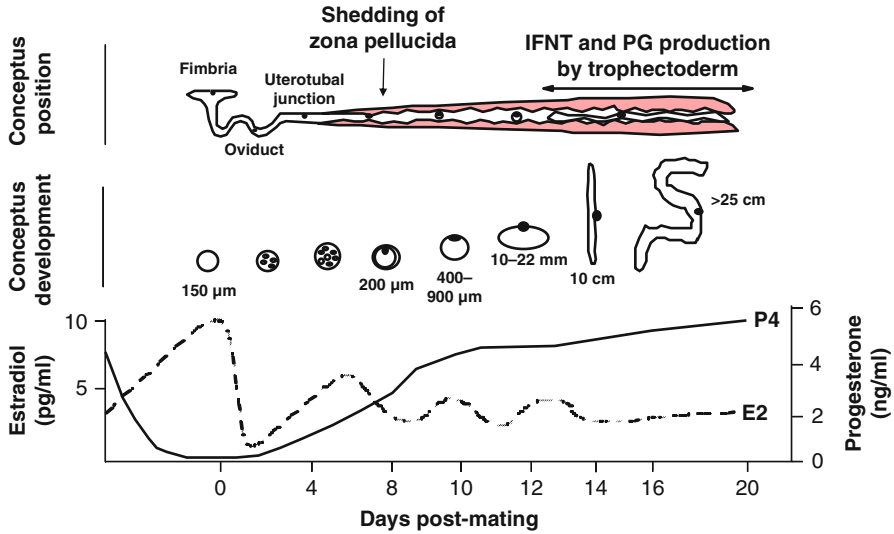 Shedding of
zona pellucida
IFNT and PG production
by trophectoderm
Fimbria
Uterotubal
junction
Oviduct
Conceptus
position
Conceptus
development
150 µm
200 µm
400–
900 µm
10–22 mm
10 cm
>25 cm
Estradiol
(pg/ml)
10
5
P4
E2
6
4
2
0
Progesterone
(ng/ml)
0 4 8 10 12 14 16 20
Days post-mating